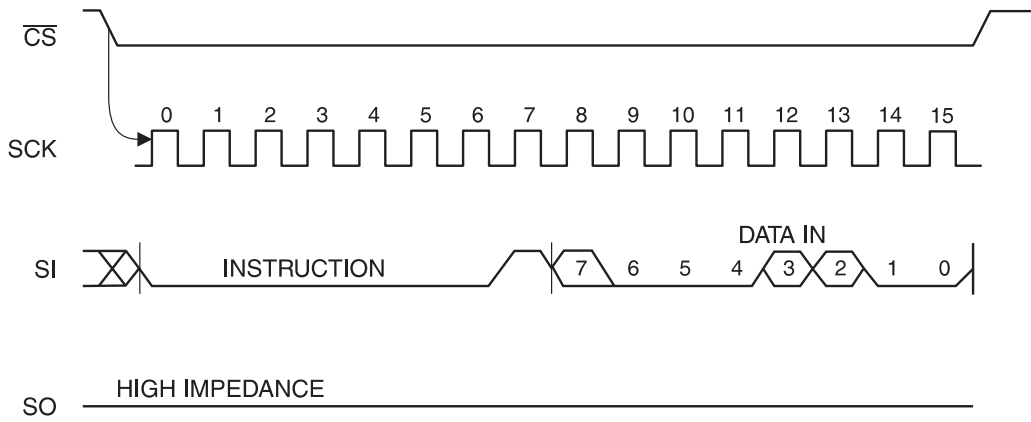 CS
0 1 2 3 4 5 6 7 8 9 10 11 12 13 14 15
SCK
DATA IN
SI INSTRUCTION 7 6 5 4 3 2 1 0
HIGH IMPEDANCE
SO